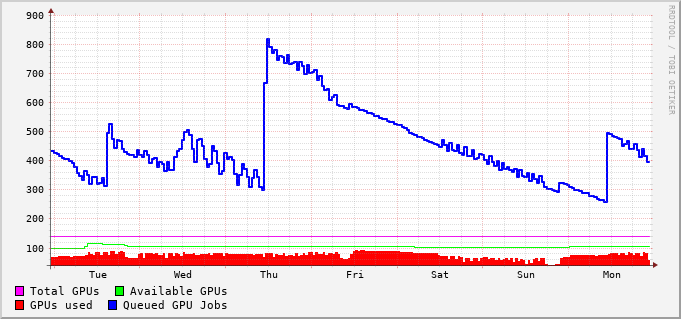 900
800
700
600
500
400
300
200
100
Tue Wed Thu Fri Sat Sun Mon
Total GPUs Available GPUs
GPUs used Queued GPU Jobs
RRDTOOL / TOBI OETIKER